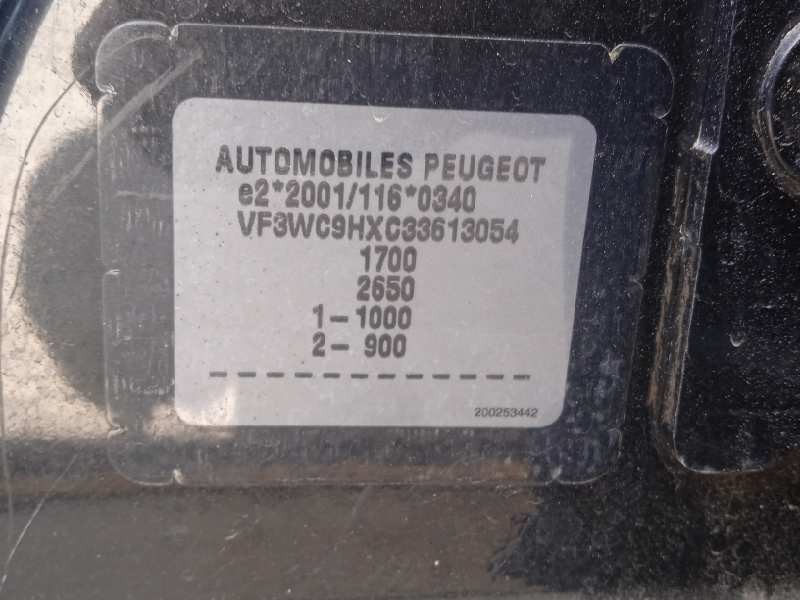 AUTOMOBILES PEUGEOT
e2*2001/116*0340
VF3WC9HXC33613054
1700
2650
1-1000
2- 900
------------
200253442